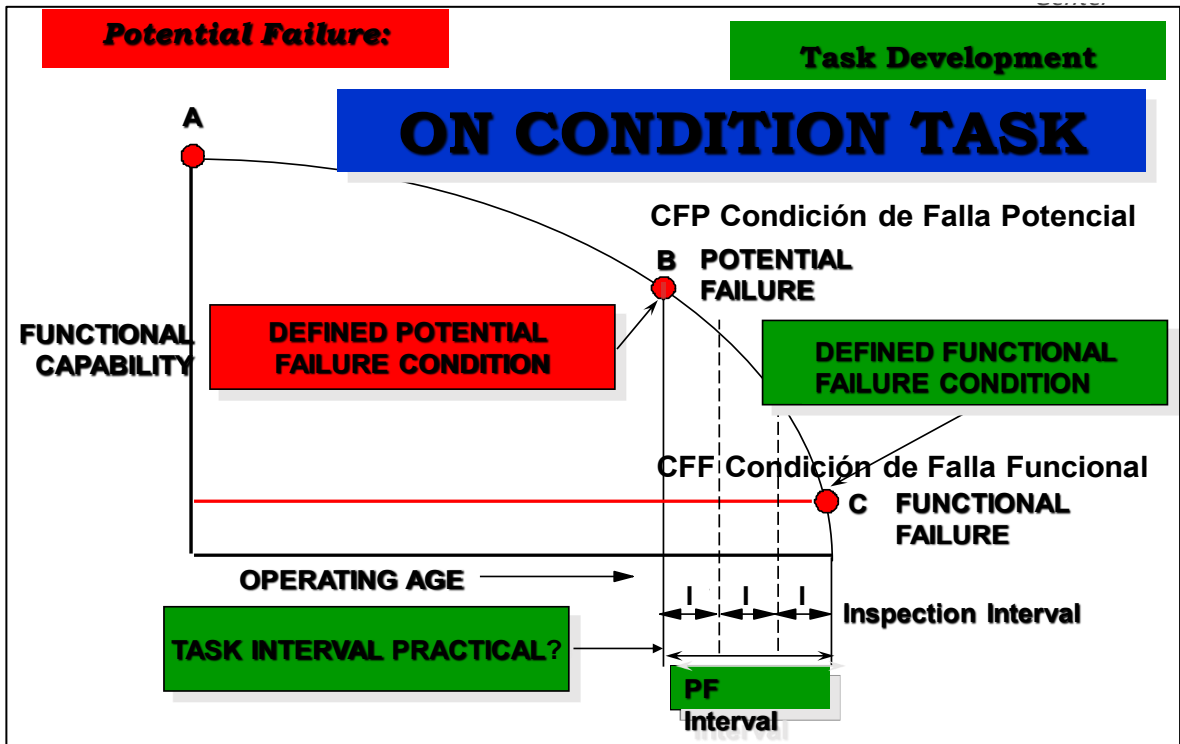 Potential Failure:
Task Development
A
ON CONDITION TASK
CFP Condición de Falla Potencial
B POTENTIAL
FAILURE
FUNCTIONAL
CAPABILITY
DEFINED POTENTIAL
FAILURE CONDITION
DEFINED FUNCTIONAL
FAILURE CONDITION
CFF Condición de Falla Funcional
C FUNCTIONAL
FAILURE
OPERATING AGE
I I I
Inspection Interval
TASK INTERVAL PRACTICAL?
PF
Interval